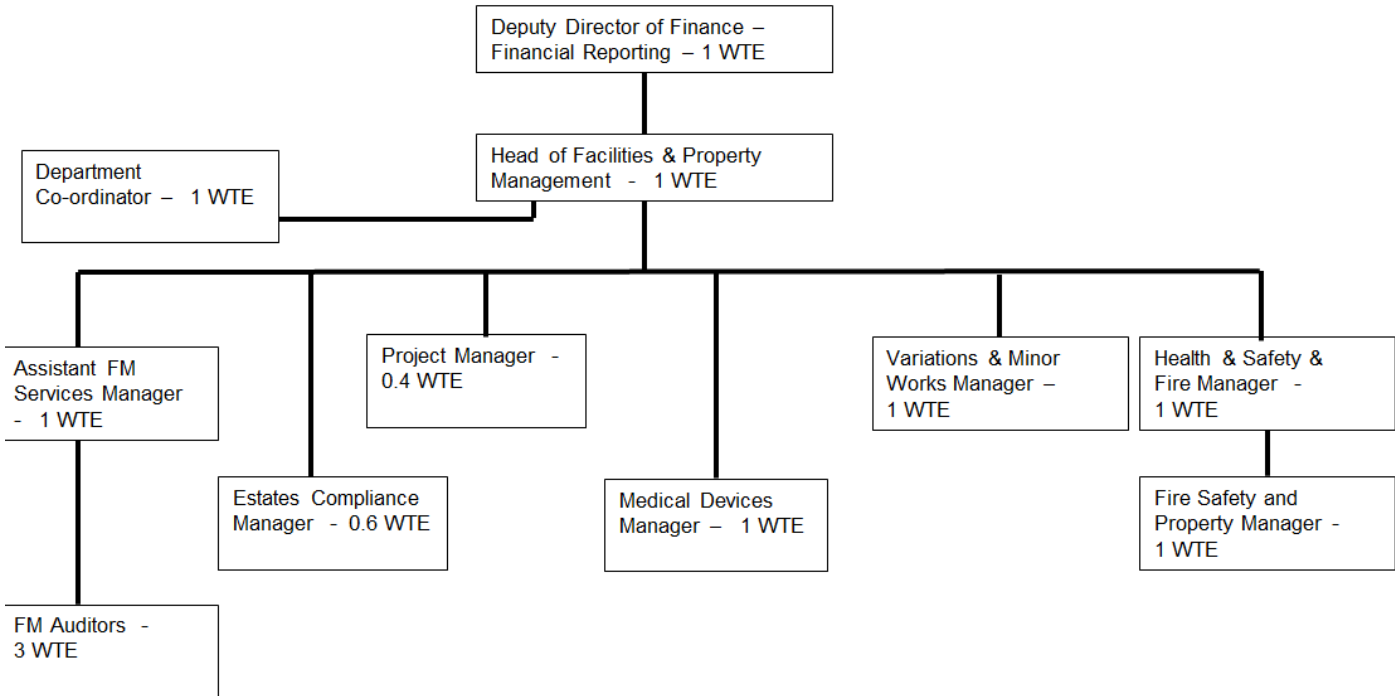 Deputy Director of Finance –
Financial Reporting – 1 WTE
Head of Facilities & Property
Management - 1 WTE
Department
Co-ordinator – 1 WTE
Assistant FM
Services Manager
- 1 WTE
Project Manager -
0.4 WTE
Variations & Minor
Works Manager –
1 WTE
Health & Safety &
Fire Manager -
1 WTE
Estates Compliance
Manager - 0.6 WTE
Medical Devices
Manager – 1 WTE
Fire Safety and
Property Manager -
1 WTE
FM Auditors -
3 WTE